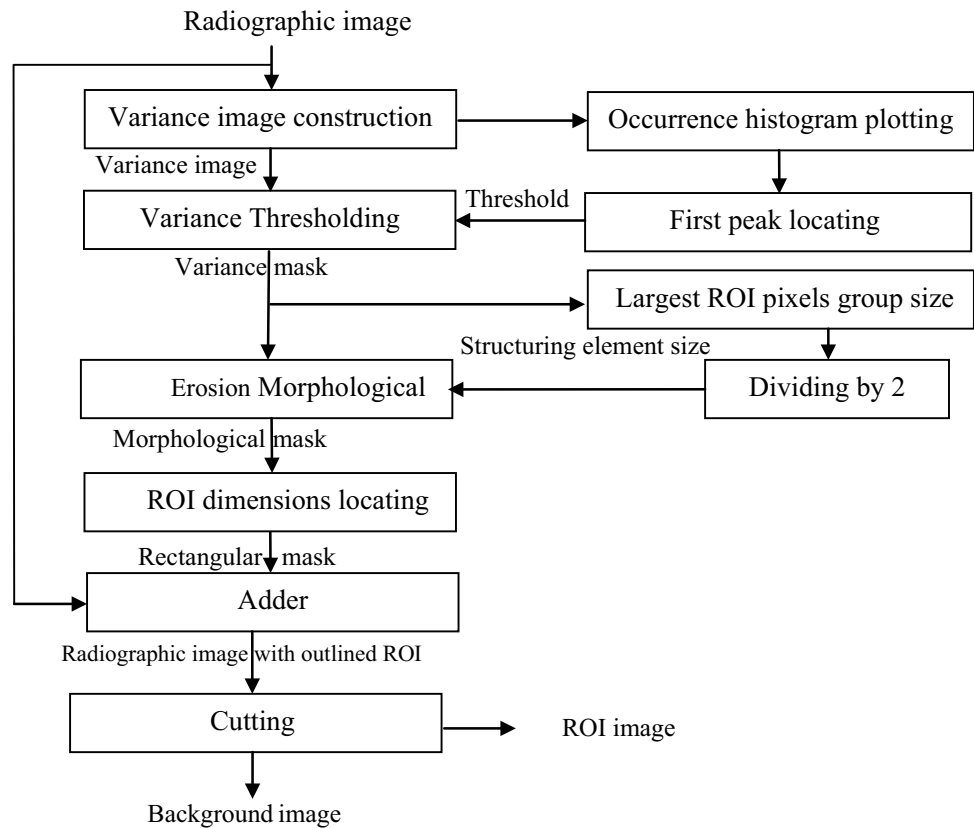 Radiographic image
Variance image construction
Occurrence histogram plotting
Variance image
Threshold
Variance Thresholding
First peak locating
Variance mask
Largest ROI pixels group size
Structuring element size
Erosion Morphological
Dividing by 2
Morphological mask
ROI dimensions locating
Rectangular mask
Adder
Radiographic image with outlined ROI
Cutting
ROI image
Background image